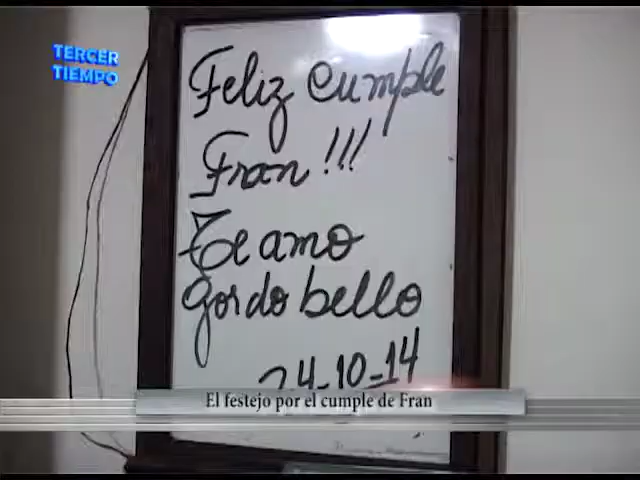 TERCER
TIEMPO
Feliz Cumple
Fran!!!
Te amo
gordo bello
24-10-14
El festejo por el cumple de Fran